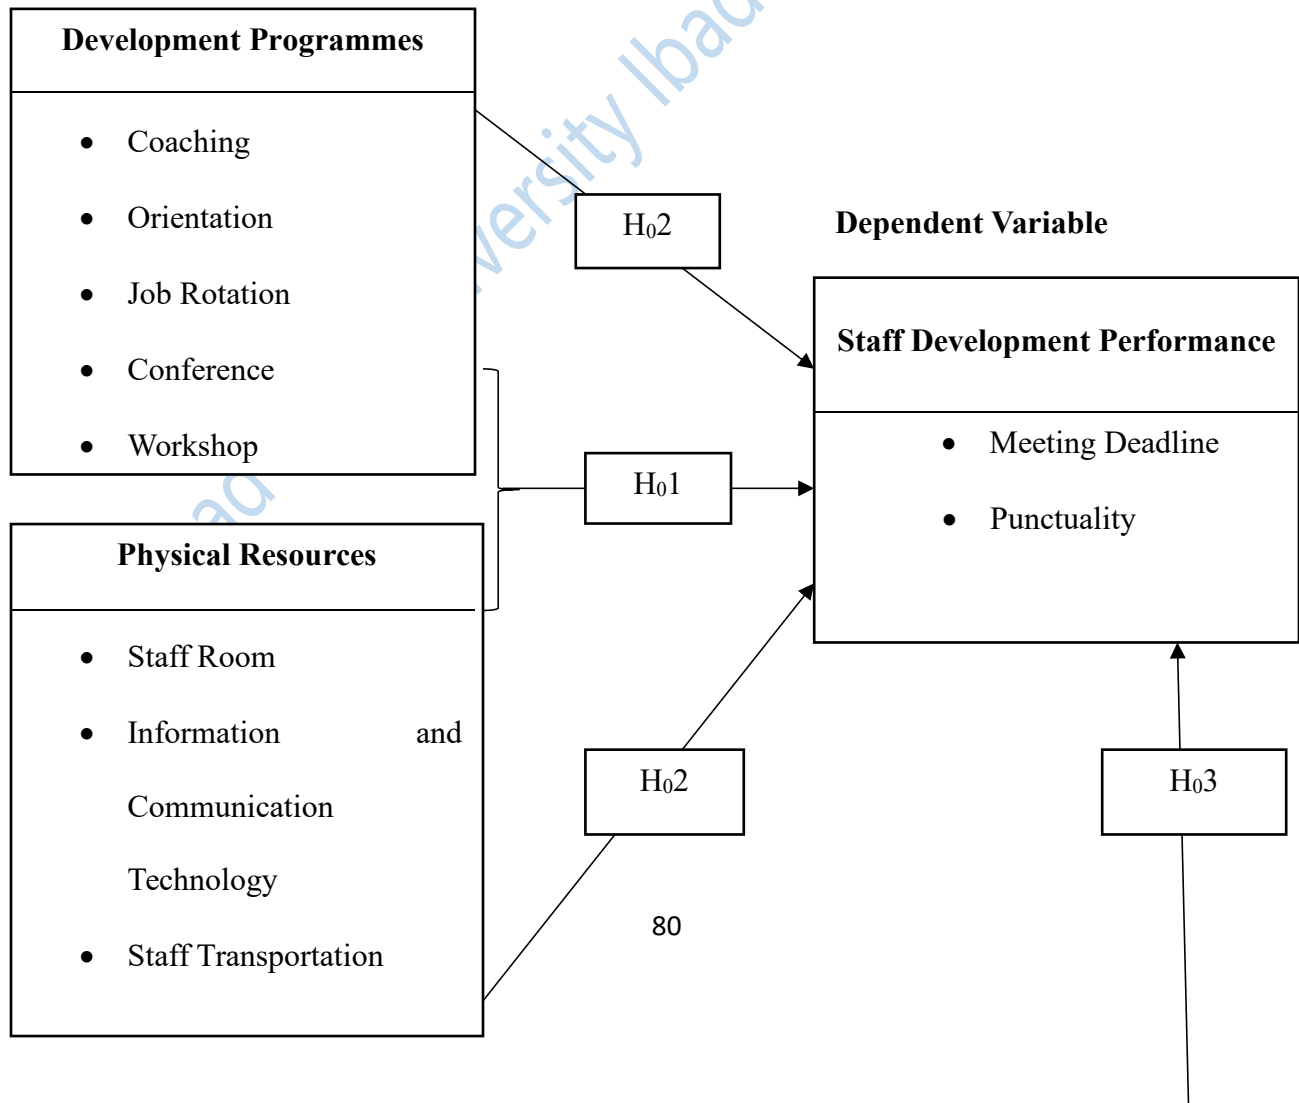 Development Programmes
• Coaching
• Orientation
• Job Rotation
• Conference
• Workshop
H₀2
Dependent Variable
Staff Development Performance
• Meeting Deadline
• Punctuality
H₀1
Physical Resources
• Staff Room
• Information and
Communication
Technology
• Staff Transportation
H₀2
H₀3
80